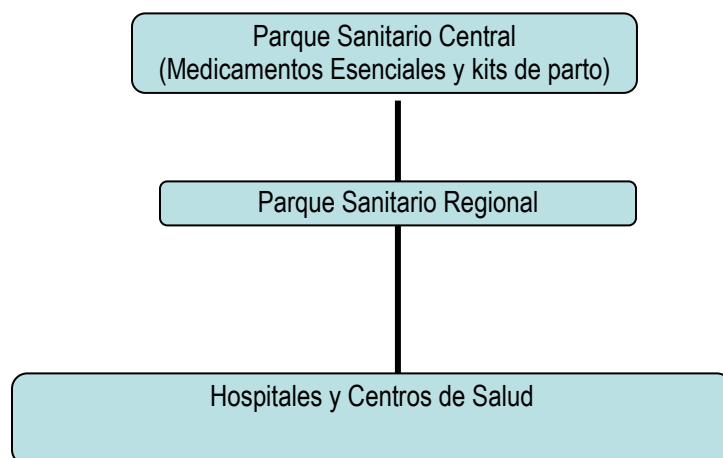 Parque Sanitario Central
(Medicamentos Esenciales y kits de parto)
Parque Sanitario Regional
Hospitales y Centros de Salud